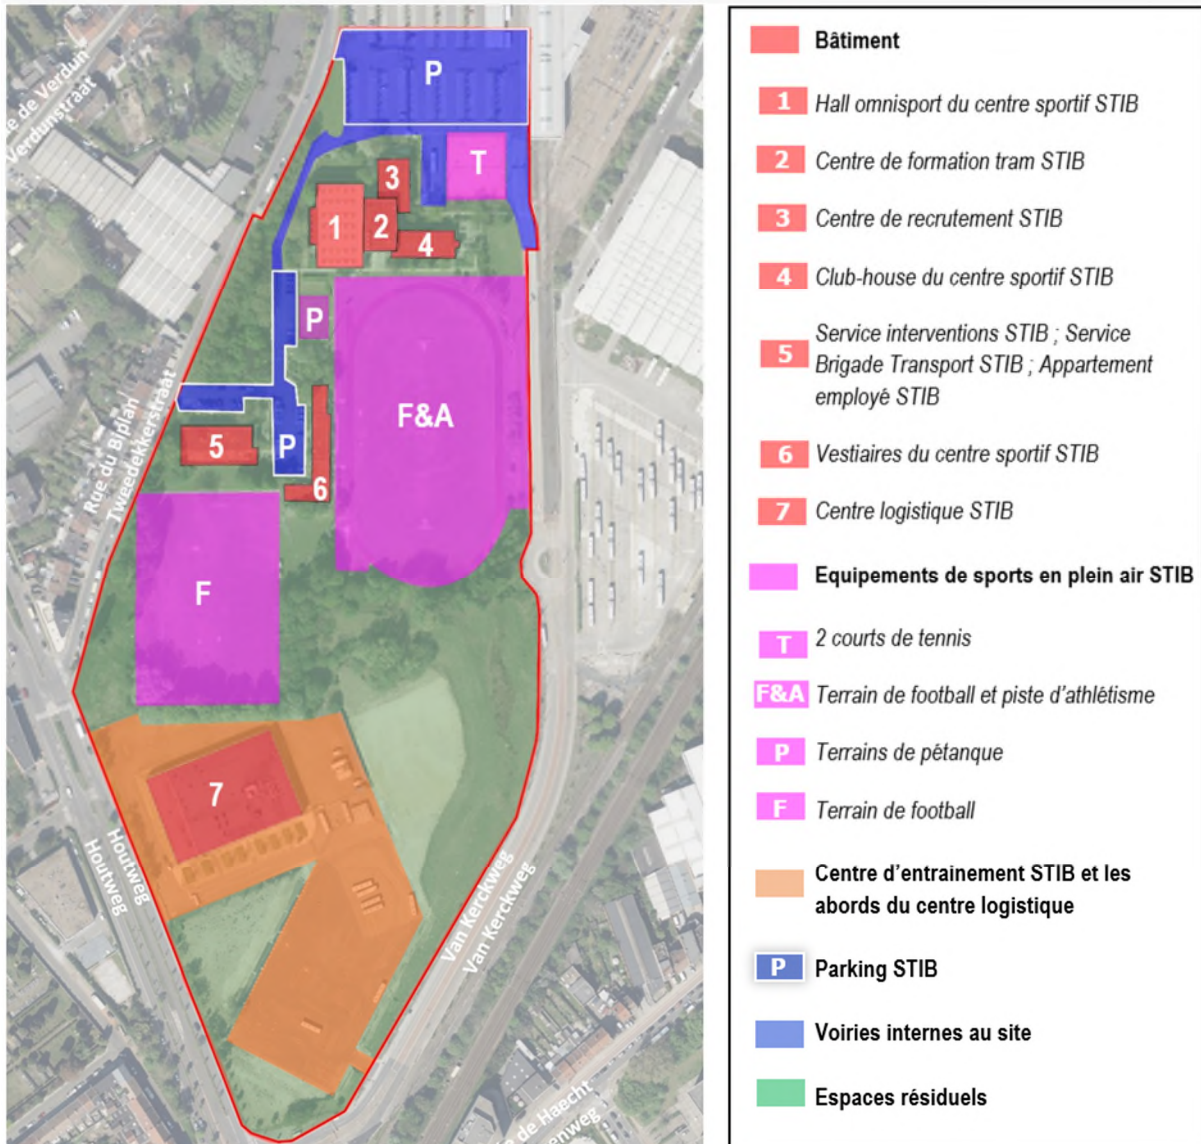 ue de Verdun
Verdunstraat
P
T
3
1
2
4
P
F&A
Rue du Biplan
Tweedekkerstraat
5
P
6
F
7
Houtweg
Houtweg
Van Kerckweg
Van Kerckweg
de Haecht
enweg
Bâtiment
1 Hall omnisport du centre sportif STIB
2 Centre de formation tram STIB
3 Centre de recrutement STIB
4 Club-house du centre sportif STIB
5 Service interventions STIB ; Service
Brigade Transport STIB ; Appartement
employé STIB
6 Vestiaires du centre sportif STIB
7 Centre logistique STIB
Equipements de sports en plein air STIB
T 2 courts de tennis
F&A Terrain de football et piste d'athlétisme
P Terrains de pétanque
F Terrain de football
Centre d'entrainement STIB et les
abords du centre logistique
P Parking STIB
Voiries internes au site
Espaces résiduels